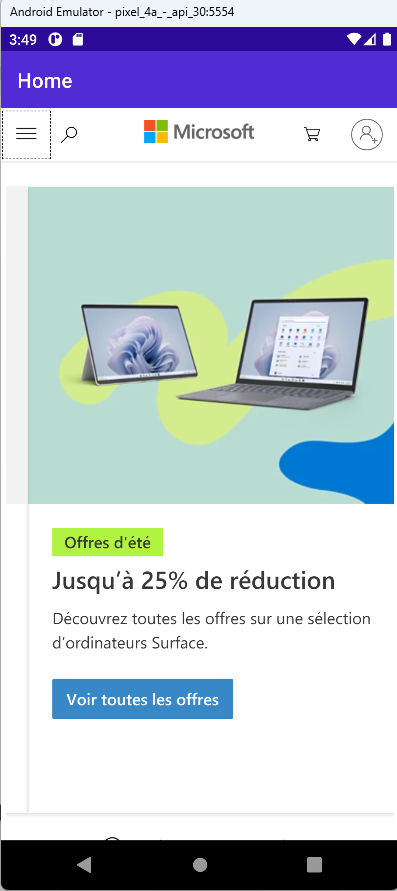 Android Emulator - pixel_4a_-_api_30:5554
3:49
Home
Microsoft
Offres d'été
Jusqu'à 25% de réduction
Découvrez toutes les offres sur une sélection
d'ordinateurs Surface.
Voir toutes les offres